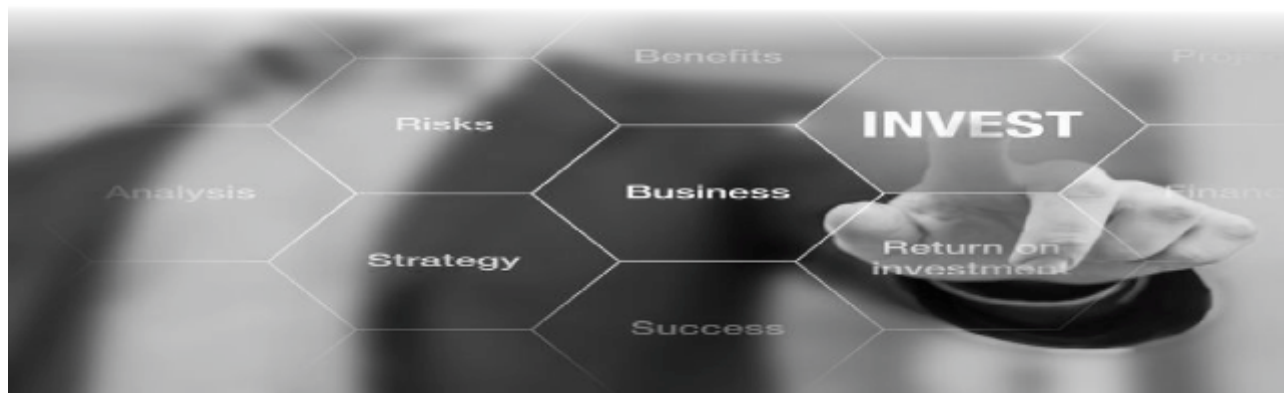 Benefits
Risks
INVEST
Analysis
Business
Strategy
Return on
investment
Success